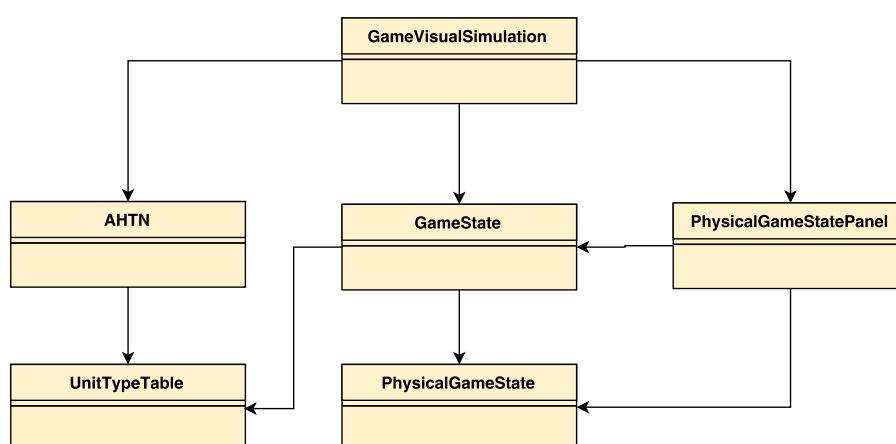 GameVisualSimulation
AHTN
GameState
PhysicalGameStatePanel
UnitTypeTable
PhysicalGameState